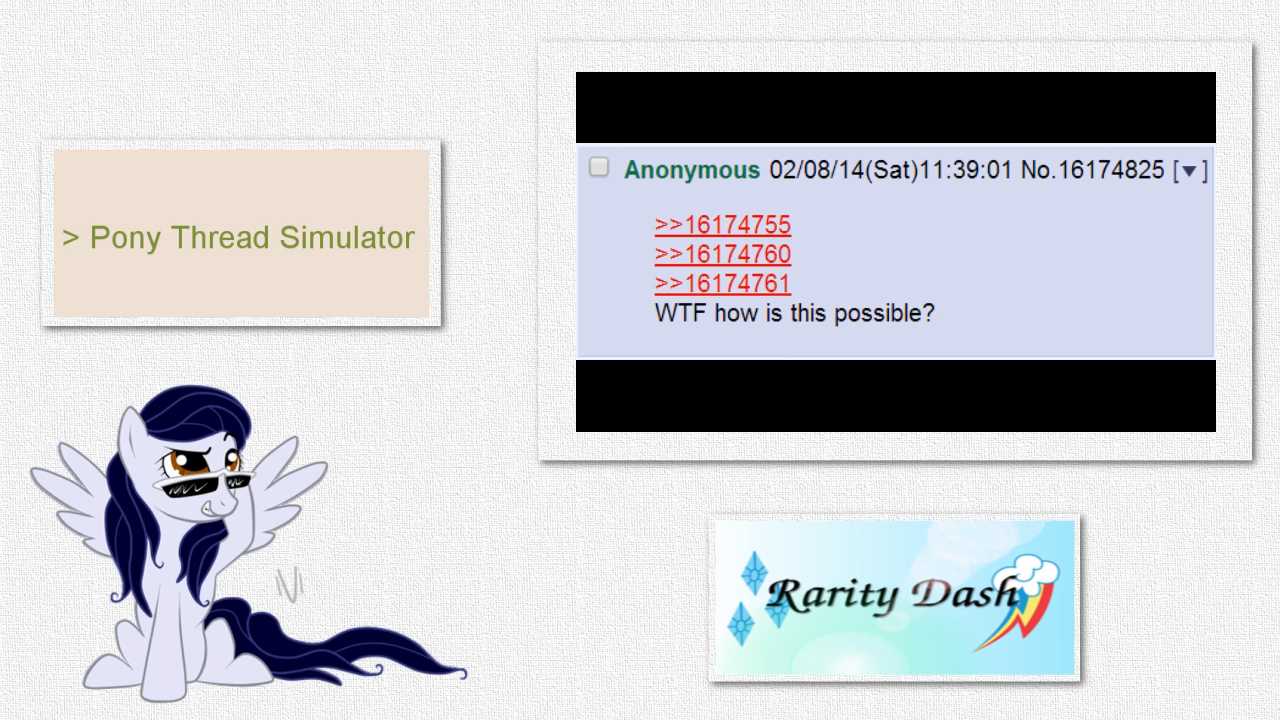 > Pony Thread Simulator
Anonymous 02/08/14(Sat)11:39:01 No.16174825 [▼]
>>16174755
>>16174760
>>16174761
WTF how is this possible?
Rarity Dash